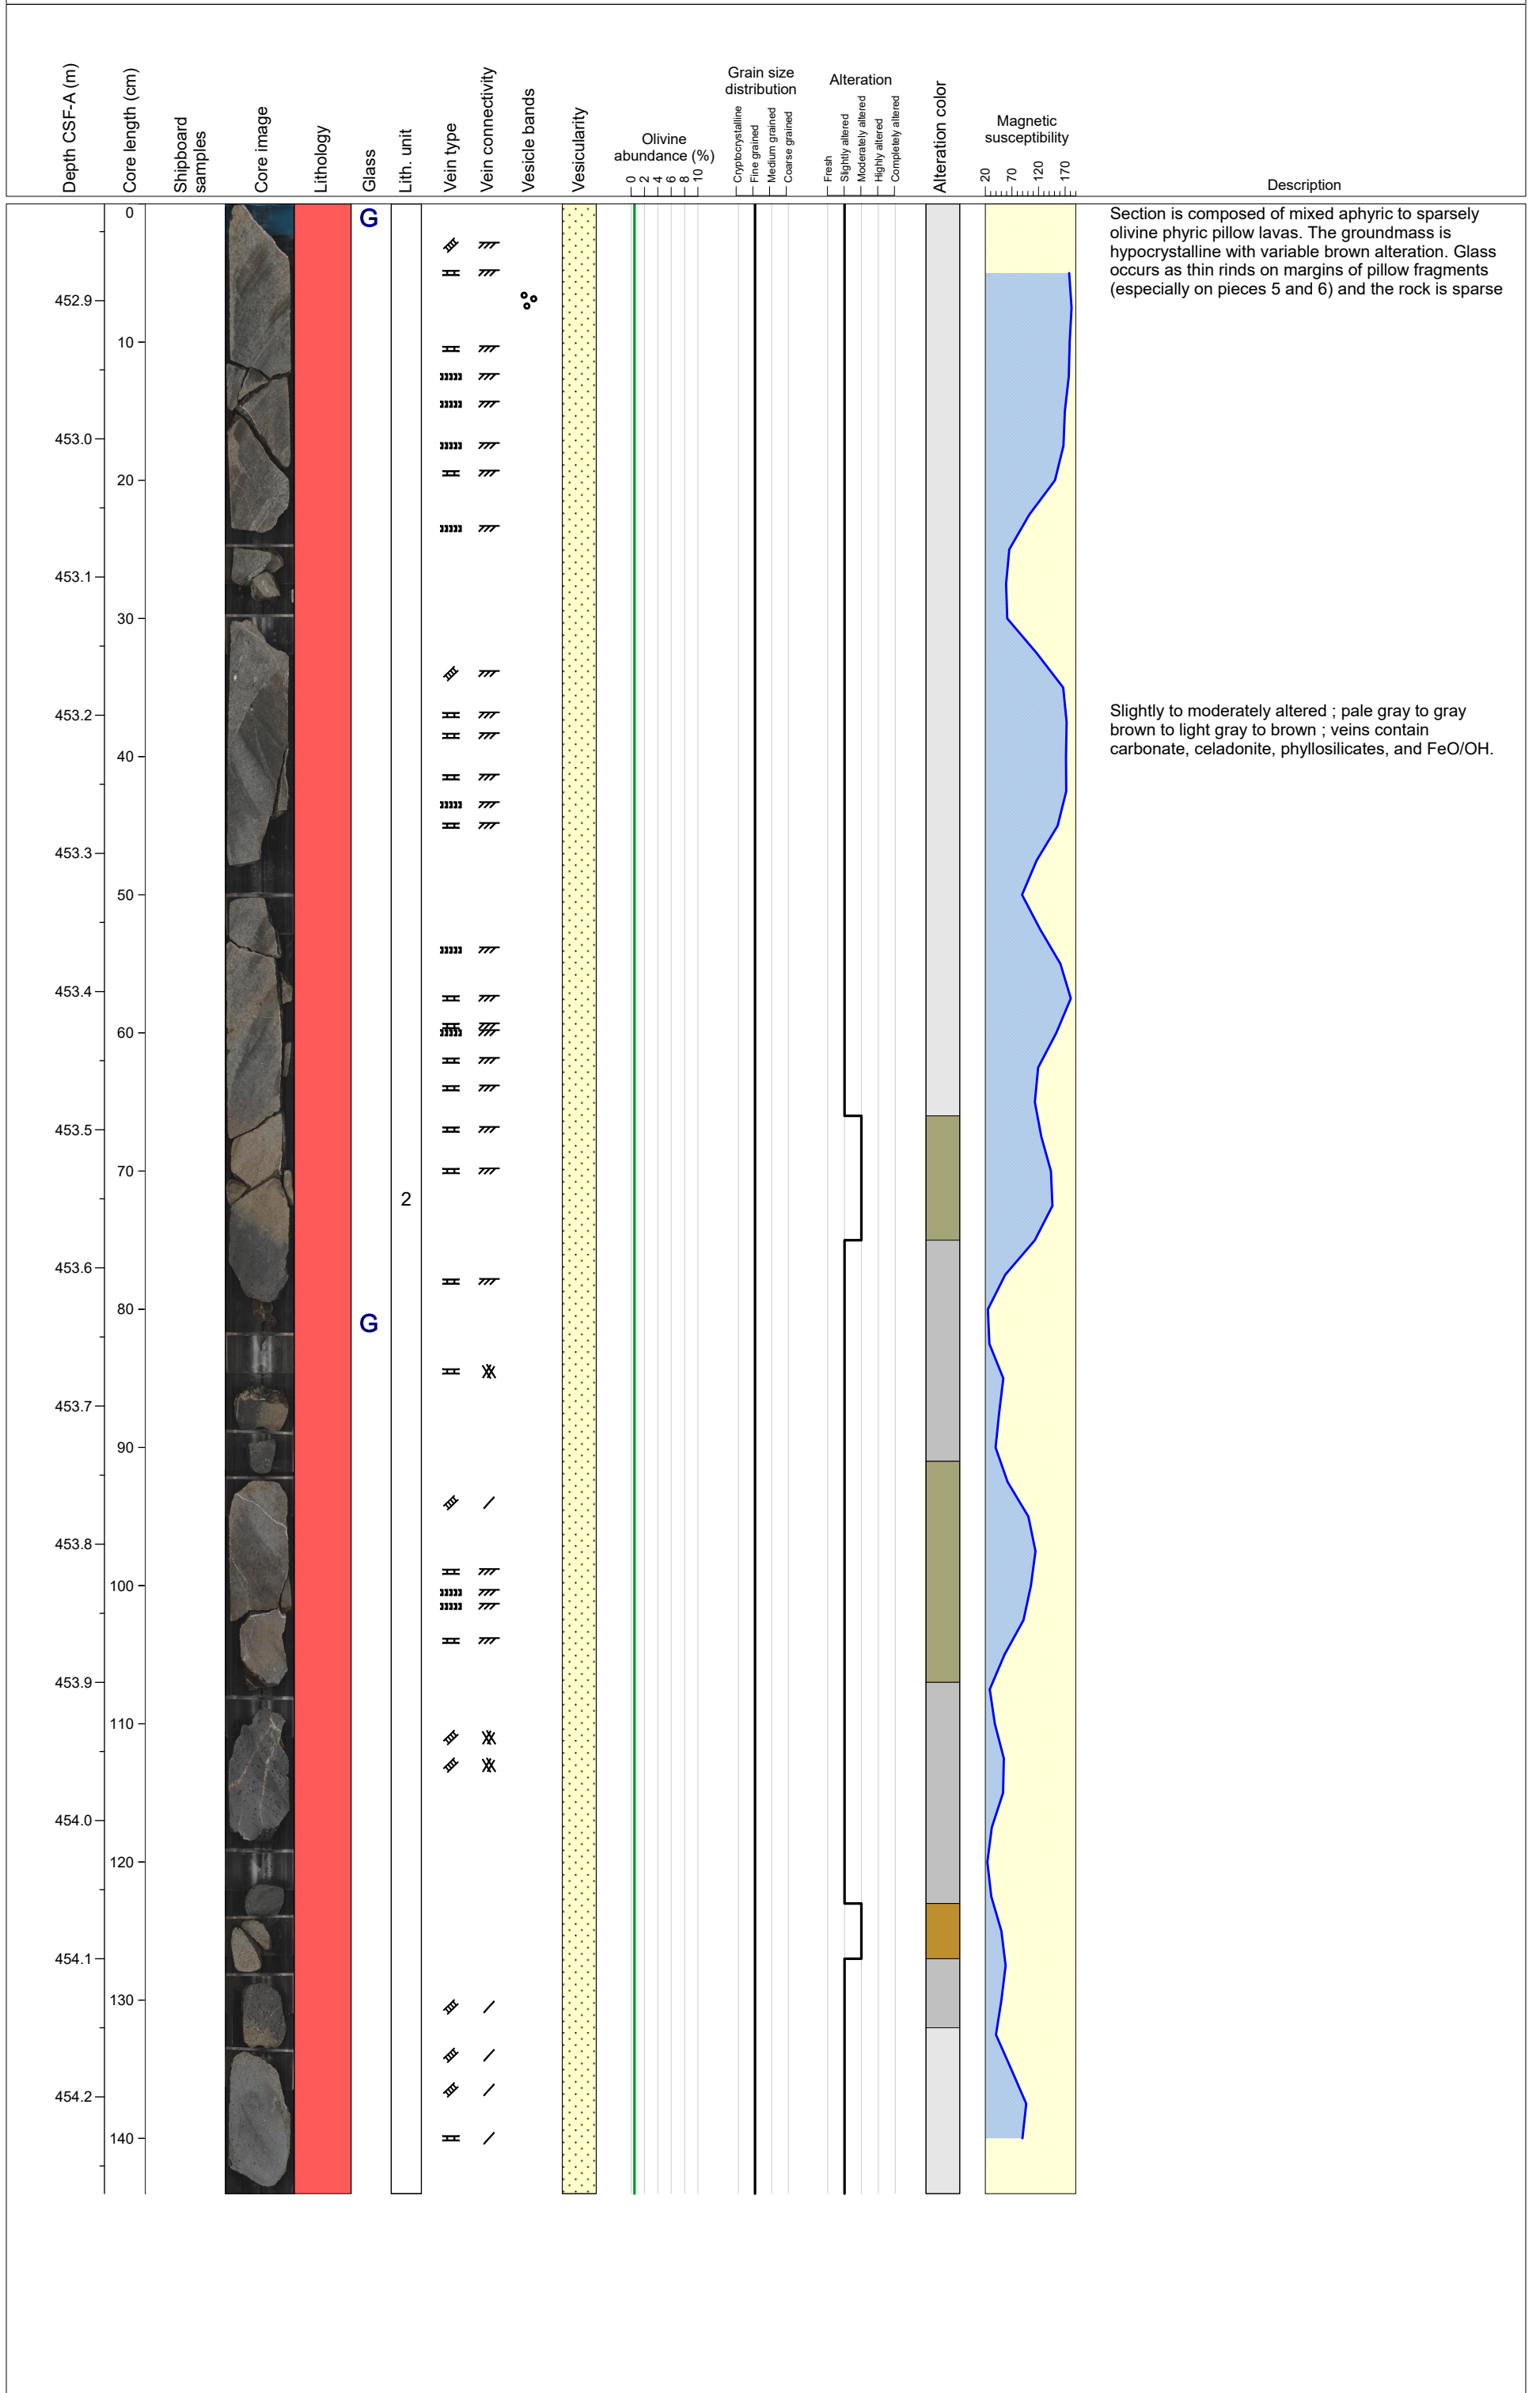 Depth CSF-A (m)
Core length (cm)
Shipboard
samples
Core image
Lithology
Glass
Lith. unit
Vein type
Vein connectivity
Vesicle bands
Vesicularity
Olivine
abundance (%)
0 2 4 6 8 10
Grain size
distribution
Cryptocrystalline
Fine grained
Medium grained
Coarse grained
Alteration
Fresh
Slightly altered
Moderately altered
Highly altered
Completely altered
Alteration color
Magnetic
susceptibility
20 70 120 170
Description
0
G
Section is composed of mixed aphyric to sparsely
olivine phyric pillow lavas. The groundmass is
hypocrystalline with variable brown alteration. Glass
occurs as thin rinds on margins of pillow fragments
(especially on pieces 5 and 6) and the rock is sparse
452.9
10
453.0
20
453.1
30
453.2
Slightly to moderately altered ; pale gray to gray
brown to light gray to brown ; veins contain
carbonate, celadonite, phyllosilicates, and FeO/OH.
40
453.3
50
453.4
60
453.5
70
2
453.6
80
G
453.7
90
453.8
100
453.9
110
454.0
120
454.1
130
454.2
140